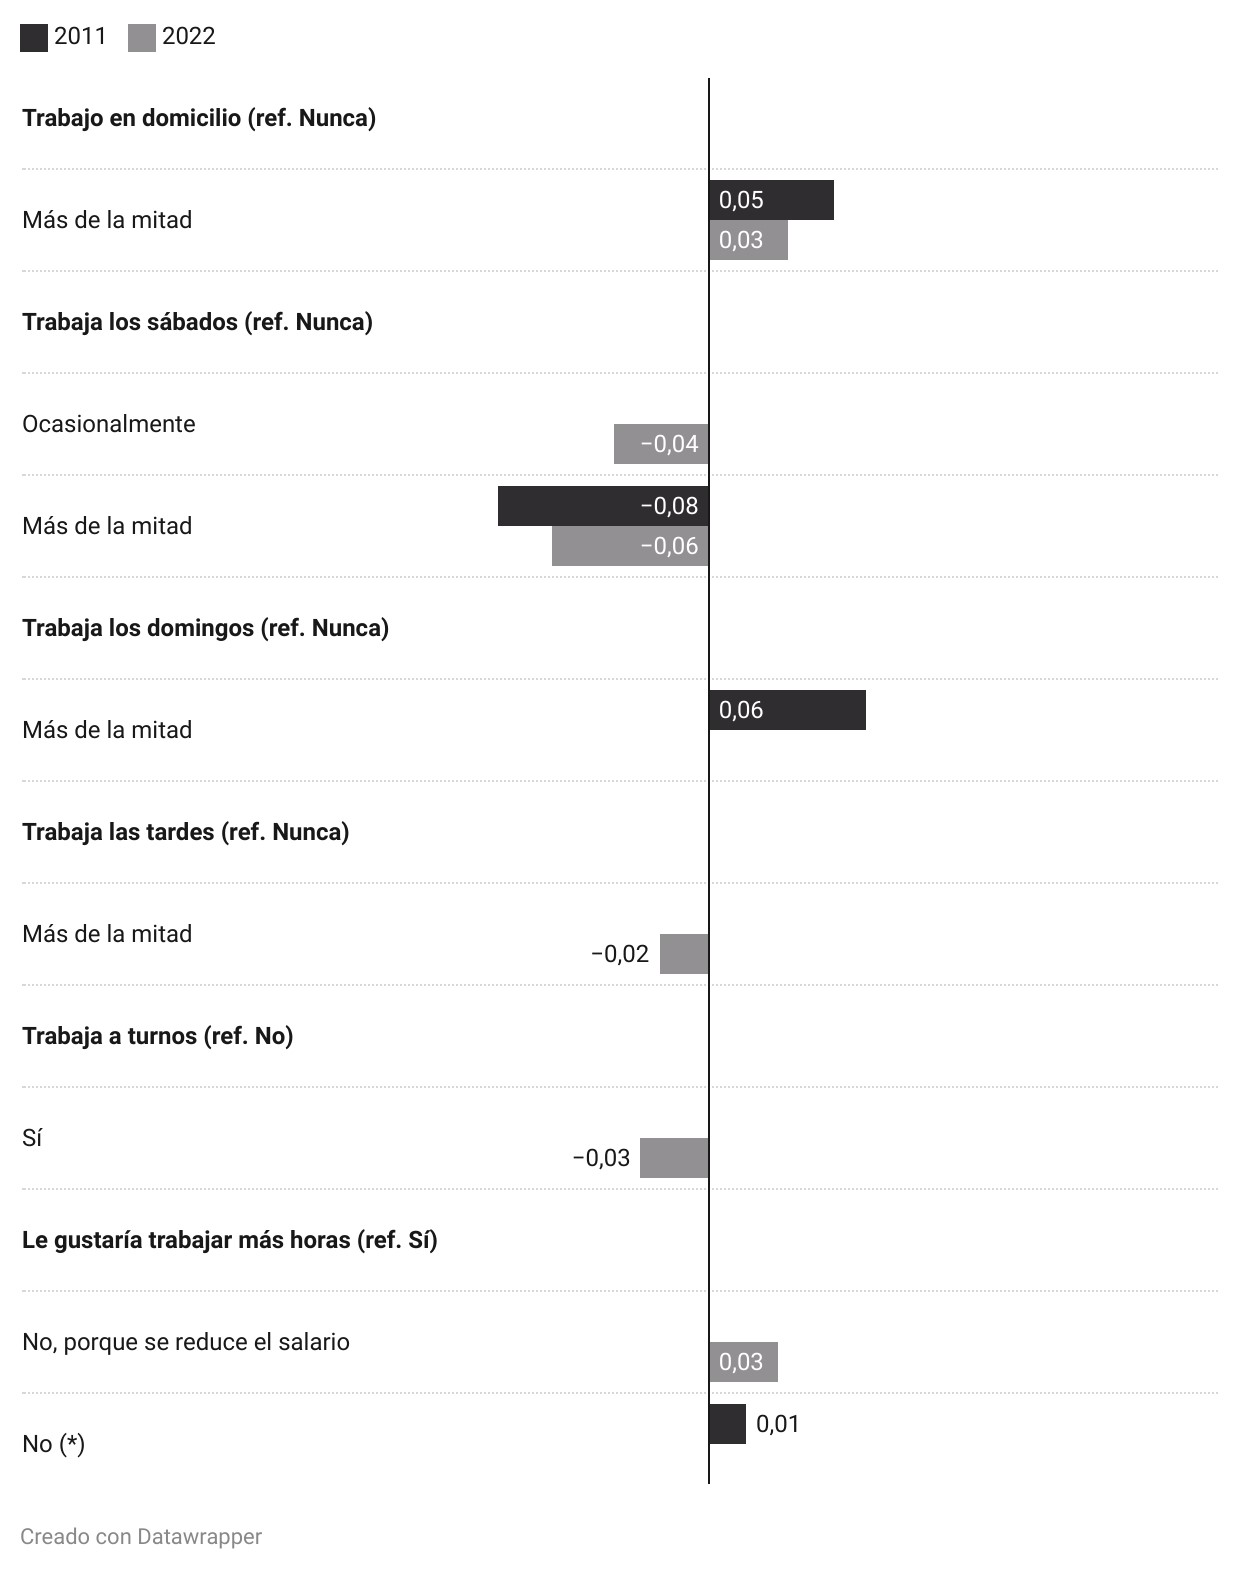 2011 2022
Trabajo en domicilio (ref. Nunca)
Más de la mitad
0,05
0,03
Trabaja los sábados (ref. Nunca)
Ocasionalmente
−0,04
Más de la mitad
−0,08
−0,06
Trabaja los domingos (ref. Nunca)
Más de la mitad
0,06
Trabaja las tardes (ref. Nunca)
Más de la mitad
−0,02
Trabaja a turnos (ref. No)
Sí
−0,03
Le gustaría trabajar más horas (ref. Sí)
No, porque se reduce el salario
0,03
No (*)
0,01
Creado con Datawrapper